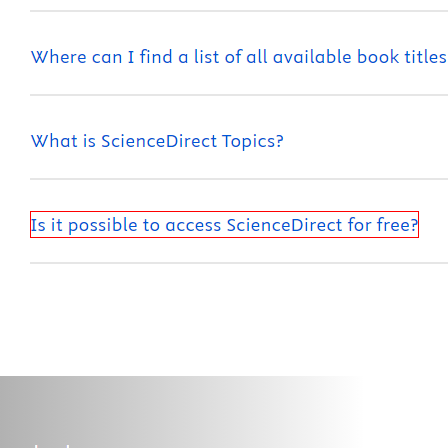 Where can I find a list of all available book titles
What is ScienceDirect Topics?
Is it possible to access ScienceDirect for free?